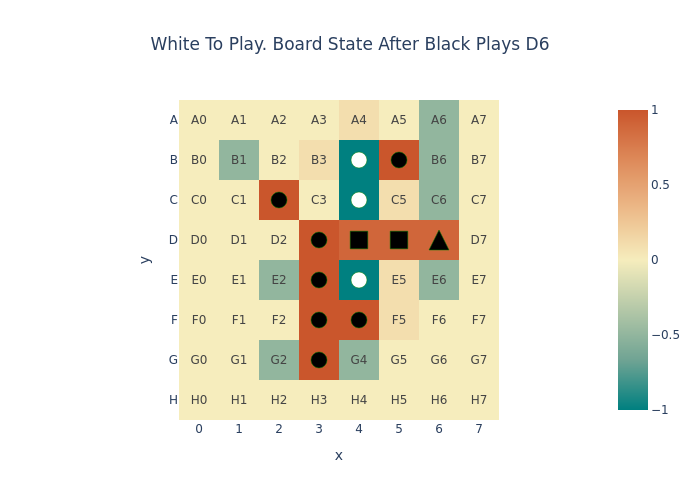 White To Play. Board State After Black Plays D6
A A0 A1 A2 A3 A4 A5 A6 A7
B B0 B1 B2 B3 B6 B7
C C0 C1 C3 C5 C6 C7
D D0 D1 D2 D7
E E0 E1 E2 E5 E6 E7
F F0 F1 F2 F5 F6 F7
G G0 G1 G2 G4 G5 G6 G7
H H0 H1 H2 H3 H4 H5 H6 H7
0 1 2 3 4 5 6 7
x
y
1
0.5
0
−0.5
−1